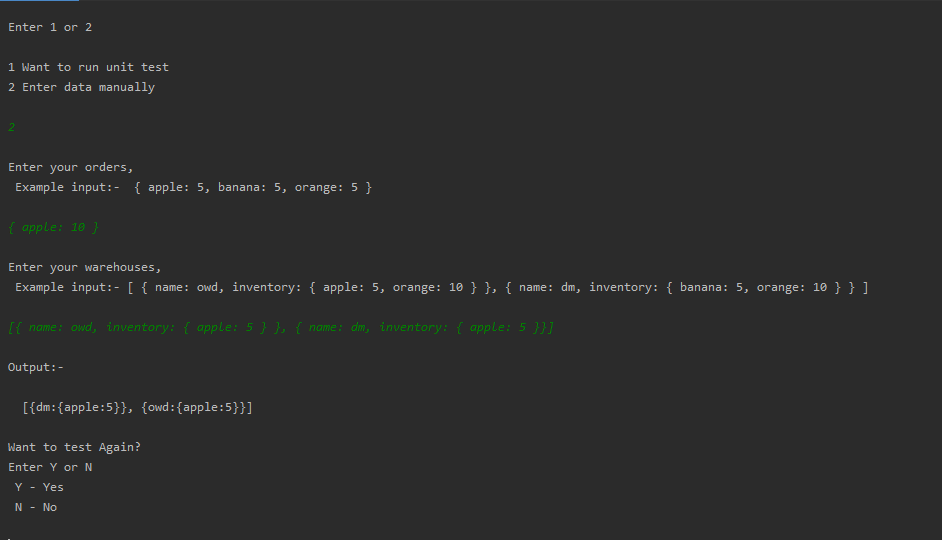 Enter 1 or 2
1 Want to run unit test
2 Enter data manually
2
Enter your orders,
Example input:-  { apple: 5, banana: 5, orange: 5 }
{ apple: 10 }
Enter your warehouses,
Example input:- [ { name: owd, inventory: { apple: 5, orange: 10 } }, { name: dm, inventory: { banana: 5, orange: 10 } } ]
[{ name: owd, inventory: { apple: 5 } }, { name: dm, inventory: { apple: 5 }}]
Output:-
[{dm:{apple:5}}, {owd:{apple:5}}]
Want to test Again?
Enter Y or N
Y - Yes
N - No